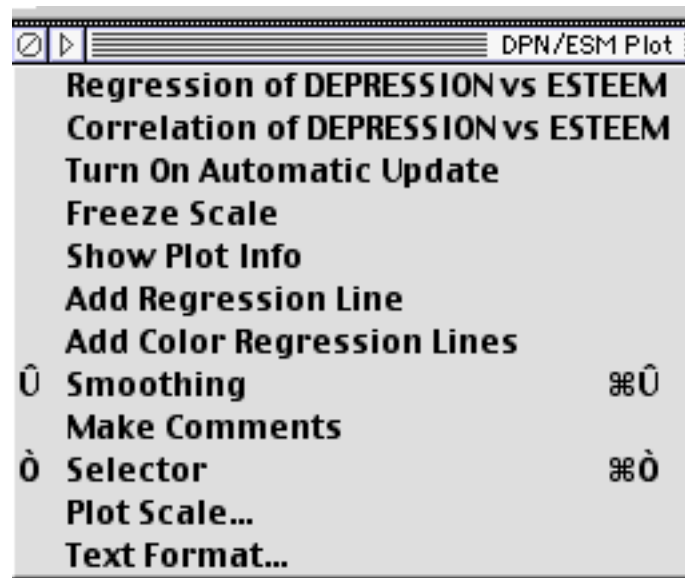 DPN/ESM Plot
Regression of DEPRESSION vs ESTEEM
Correlation of DEPRESSION vs ESTEEM
Turn On Automatic Update
Freeze Scale
Show Plot Info
Add Regression Line
Add Color Regression Lines
Û Smoothing ⌘Û
Make Comments
Ò Selector ⌘Ò
Plot Scale...
Text Format...